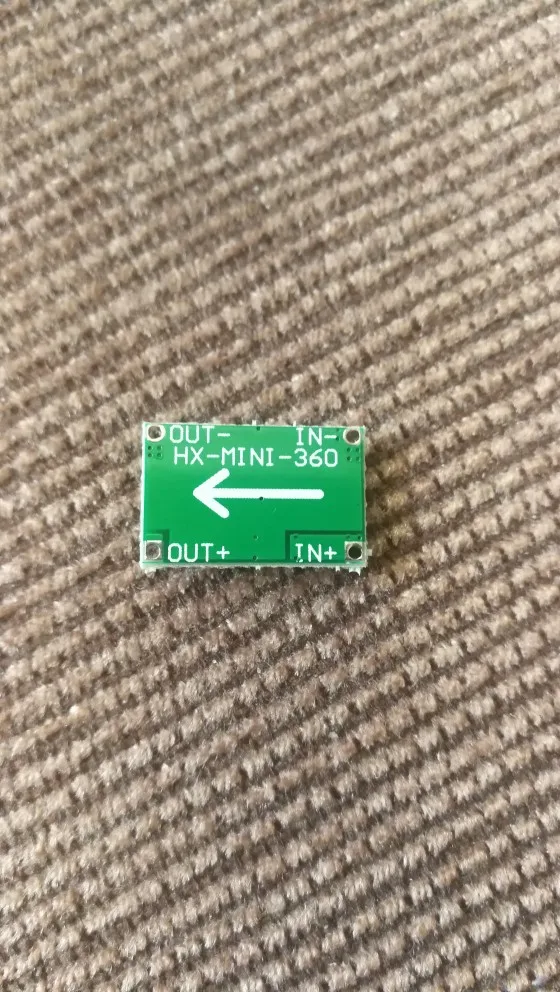 OUT- IN-
HX-MINI-360
OUT+ IN+